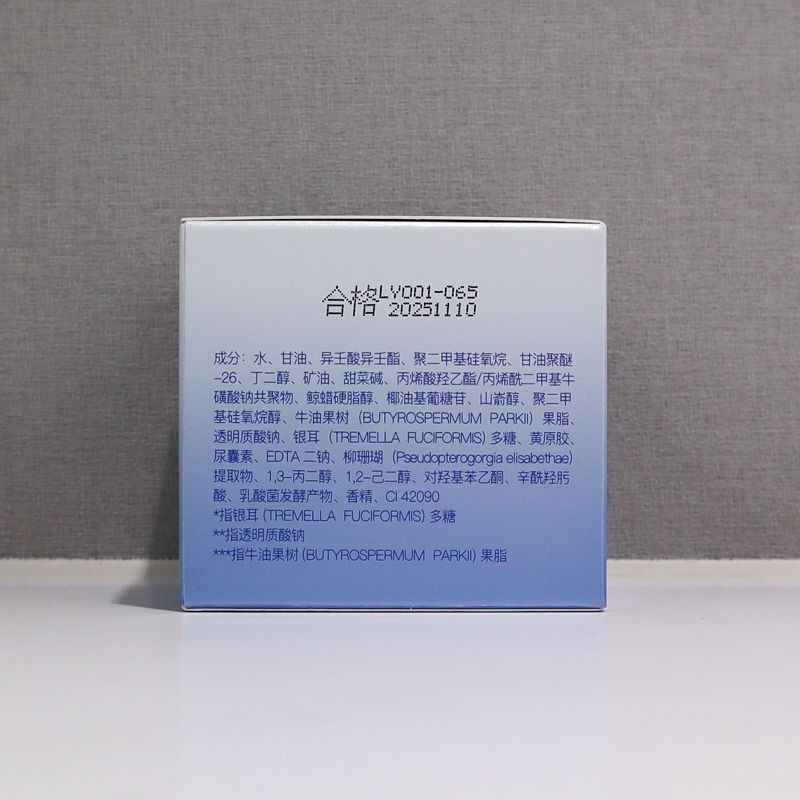 合格 LV001-065
20251110
成分：水、甘油、异壬酸异壬酯、聚二甲基硅氧烷、甘油聚醚
-26、丁二醇、矿油、甜菜碱、丙烯酸羟乙酯/丙烯酰二甲基牛
磺酸钠共聚物、鲸蜡硬脂醇、椰油基葡糖苷、山嵛醇、聚二甲
基硅氧烷醇、牛油果树（BUTYROSPERMUM PARKII）果脂、
透明质酸钠、银耳（TREMELLA FUCIFORMIS）多糖、黄原胶、
尿囊素、EDTA 二钠、柳珊瑚（Pseudopterogorgia elisabethae）
提取物、1,3-丙二醇、1,2-己二醇、对羟基苯乙酮、辛酰羟肟
酸、乳酸菌发酵产物、香精、CI 42090
*指银耳（TREMELLA FUCIFORMIS）多糖
**指透明质酸钠
***指牛油果树（BUTYROSPERMUM PARKII）果脂